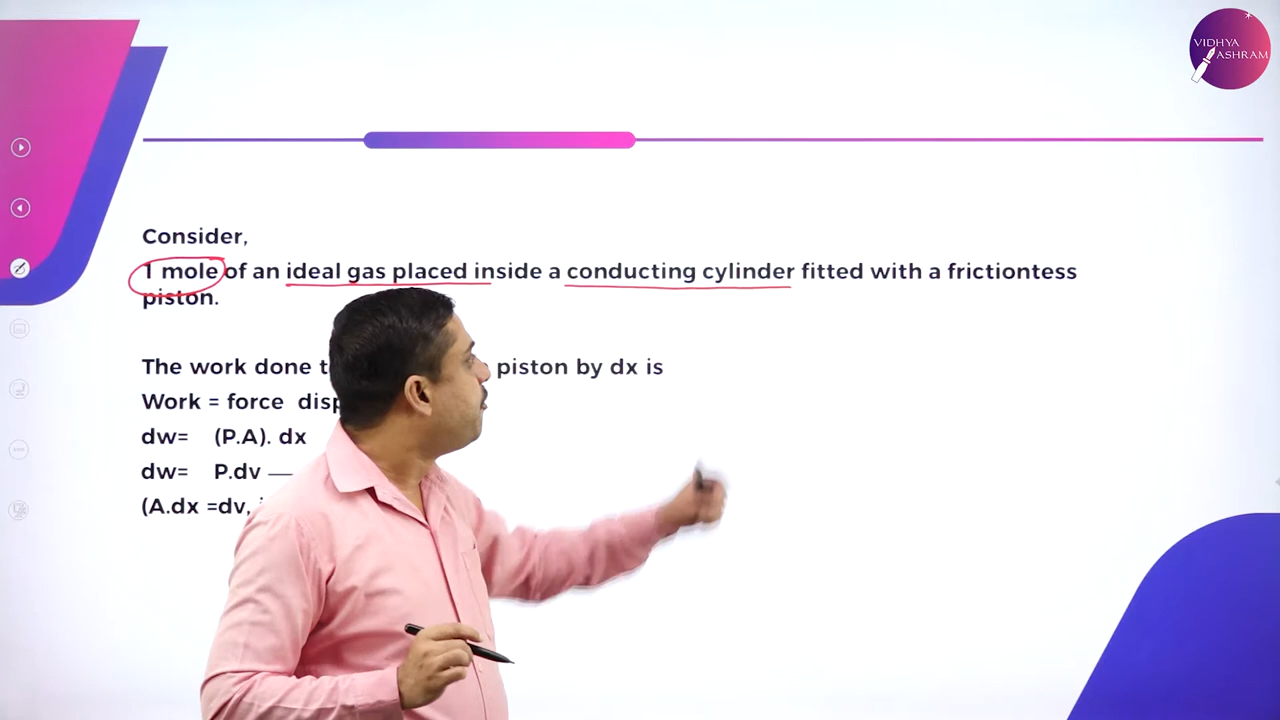 VIDHYA
ASHRAM
Consider,
1 mole of an ideal gas placed inside a conducting cylinder fitted with a frictiontess
piston.
The work done piston by dx is
Work = force
dw= (P.A). dx
dw= P.dv —
(A.dx =dv,